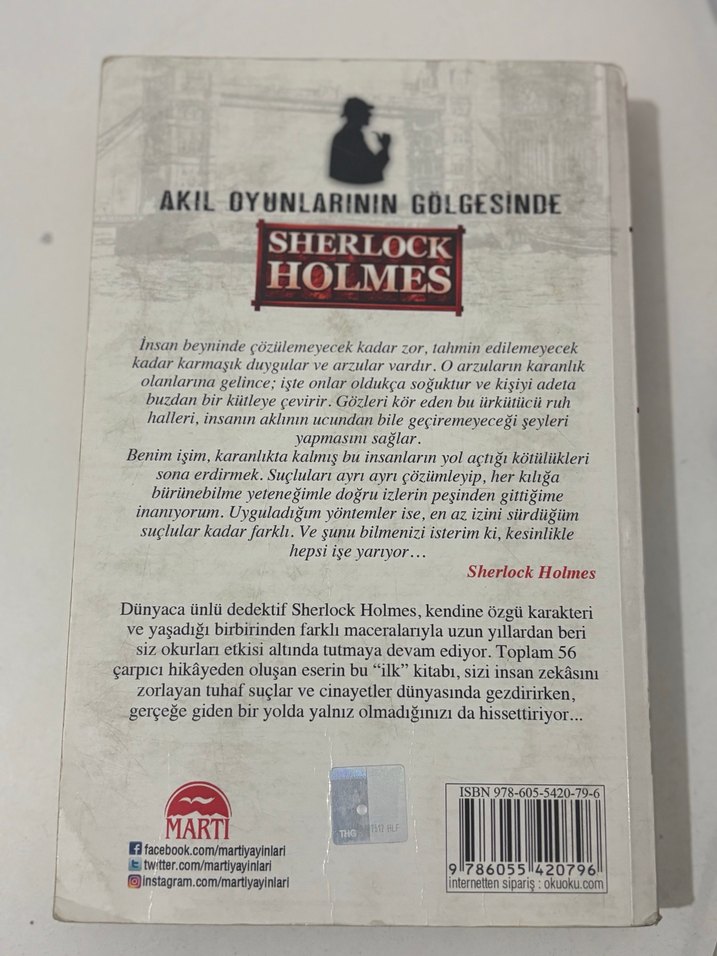 AKIL OYUNLARININ GÖLGESİNDE
SHERLOCK
HOLMES
İnsan beyninde çözülemeyecek kadar zor, tahmin edilemeyecek
kadar karmaşık duygular ve arzular vardır. O arzuların karanlık
olanlarına gelince; işte onlar oldukça soğuktur ve kişiyi adeta
buzdan bir kütleye çevirir. Gözleri kör eden bu ürkütücü ruh
halleri, insanın aklının ucundan bile geçiremeyeceği şeyleri
yapmasını sağlar.
Benim işim, karanlıkta kalmış bu insanların yol açtığı kötülükleri
sona erdirmek. Suçluları ayrı ayrı çözümleyip, her kılığa
bürünebilme yeteneğimle doğru izlerin peşinden gittiğime
inanıyorum. Uyguladığım yöntemler ise, en az izini sürdüğüm
suçlular kadar farklı. Ve şunu bilmenizi isterim ki, kesinlikle
hepsi işe yarıyor…
Sherlock Holmes
Dünyaca ünlü dedektif Sherlock Holmes, kendine özgü karakteri
ve yaşadığı birbirinden farklı maceralarıyla uzun yıllardan beri
siz okurları etkisi altında tutmaya devam ediyor. Toplam 56
çarpıcı hikâyeden oluşan eserin bu “ilk” kitabı, sizi insan zekâsını
zorlayan tuhaf suçlar ve cinayetler dünyasında gezdirirken,
gerçeğe giden bir yolda yalnız olmadığınızı da hissettiriyor...
MARTI
facebook.com/martiyayinlari
twitter.com/martiyayinlari
instagram.com/martiyayinlari
THG
ISBN 978-605-5420-79-6
9 786055 420796
internetten sipariş : okuoku.com